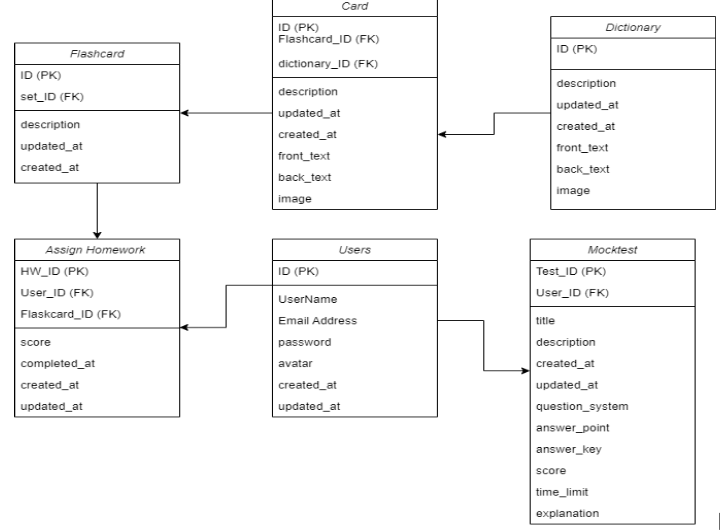 Card
ID (PK)
Flashcard_ID (FK)
dictionary_ID (FK)
description
updated_at
created_at
front_text
back_text
image
Dictionary
ID (PK)
description
updated_at
created_at
front_text
back_text
image
Flashcard
ID (PK)
set_ID (FK)
description
updated_at
created_at
Assign Homework
HW_ID (PK)
User_ID (FK)
Flaskcard_ID (FK)
score
completed_at
created_at
updated_at
Users
ID (PK)
UserName
Email Address
password
avatar
created_at
updated_at
Mocktest
Test_ID (PK)
User_ID (FK)
title
description
created_at
updated_at
question_system
answer_point
answer_key
score
time_limit
explanation